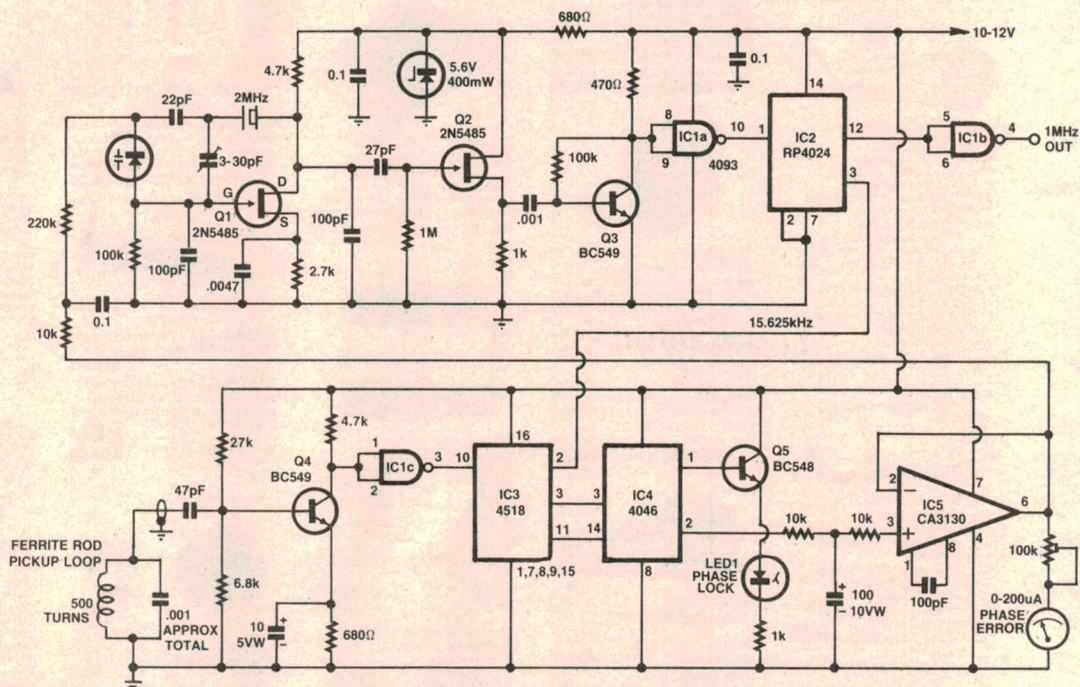 680Ω
10-12V
4.7k
0.1
5.6V
400mW
470Ω
0.1
22pF
2MHz
Q2
2N5485
8
IC1a
10
9
4093
14
1
IC2
RP4024
12
3
2
7
5
IC1b
4
6
1MHz
OUT
3-30pF
27pF
100k
G
D
S
Q1
2N5485
.001
Q3
BC549
220k
100k
100pF
.0047
100pF
1M
1k
2.7k
0.1
10k
15.625kHz
4.7k
27k
Q4
BC549
1
IC1c
3
2
10
16
2
IC3
4518
3
11
1,7,8,9,15
3
14
IC4
4046
1
2
8
Q5
BC548
47pF
FERRITE ROD
PICKUP LOOP
500
TURNS
.001
APPROX
TOTAL
6.8k
10
5VW
+
-
680Ω
LED1
PHASE
LOCK
1k
10k
10k
+
100
10VW
-
2
-
7
IC5
CA3130
6
3
+
8
4
1
100pF
100k
0-200uA
PHASE
ERROR